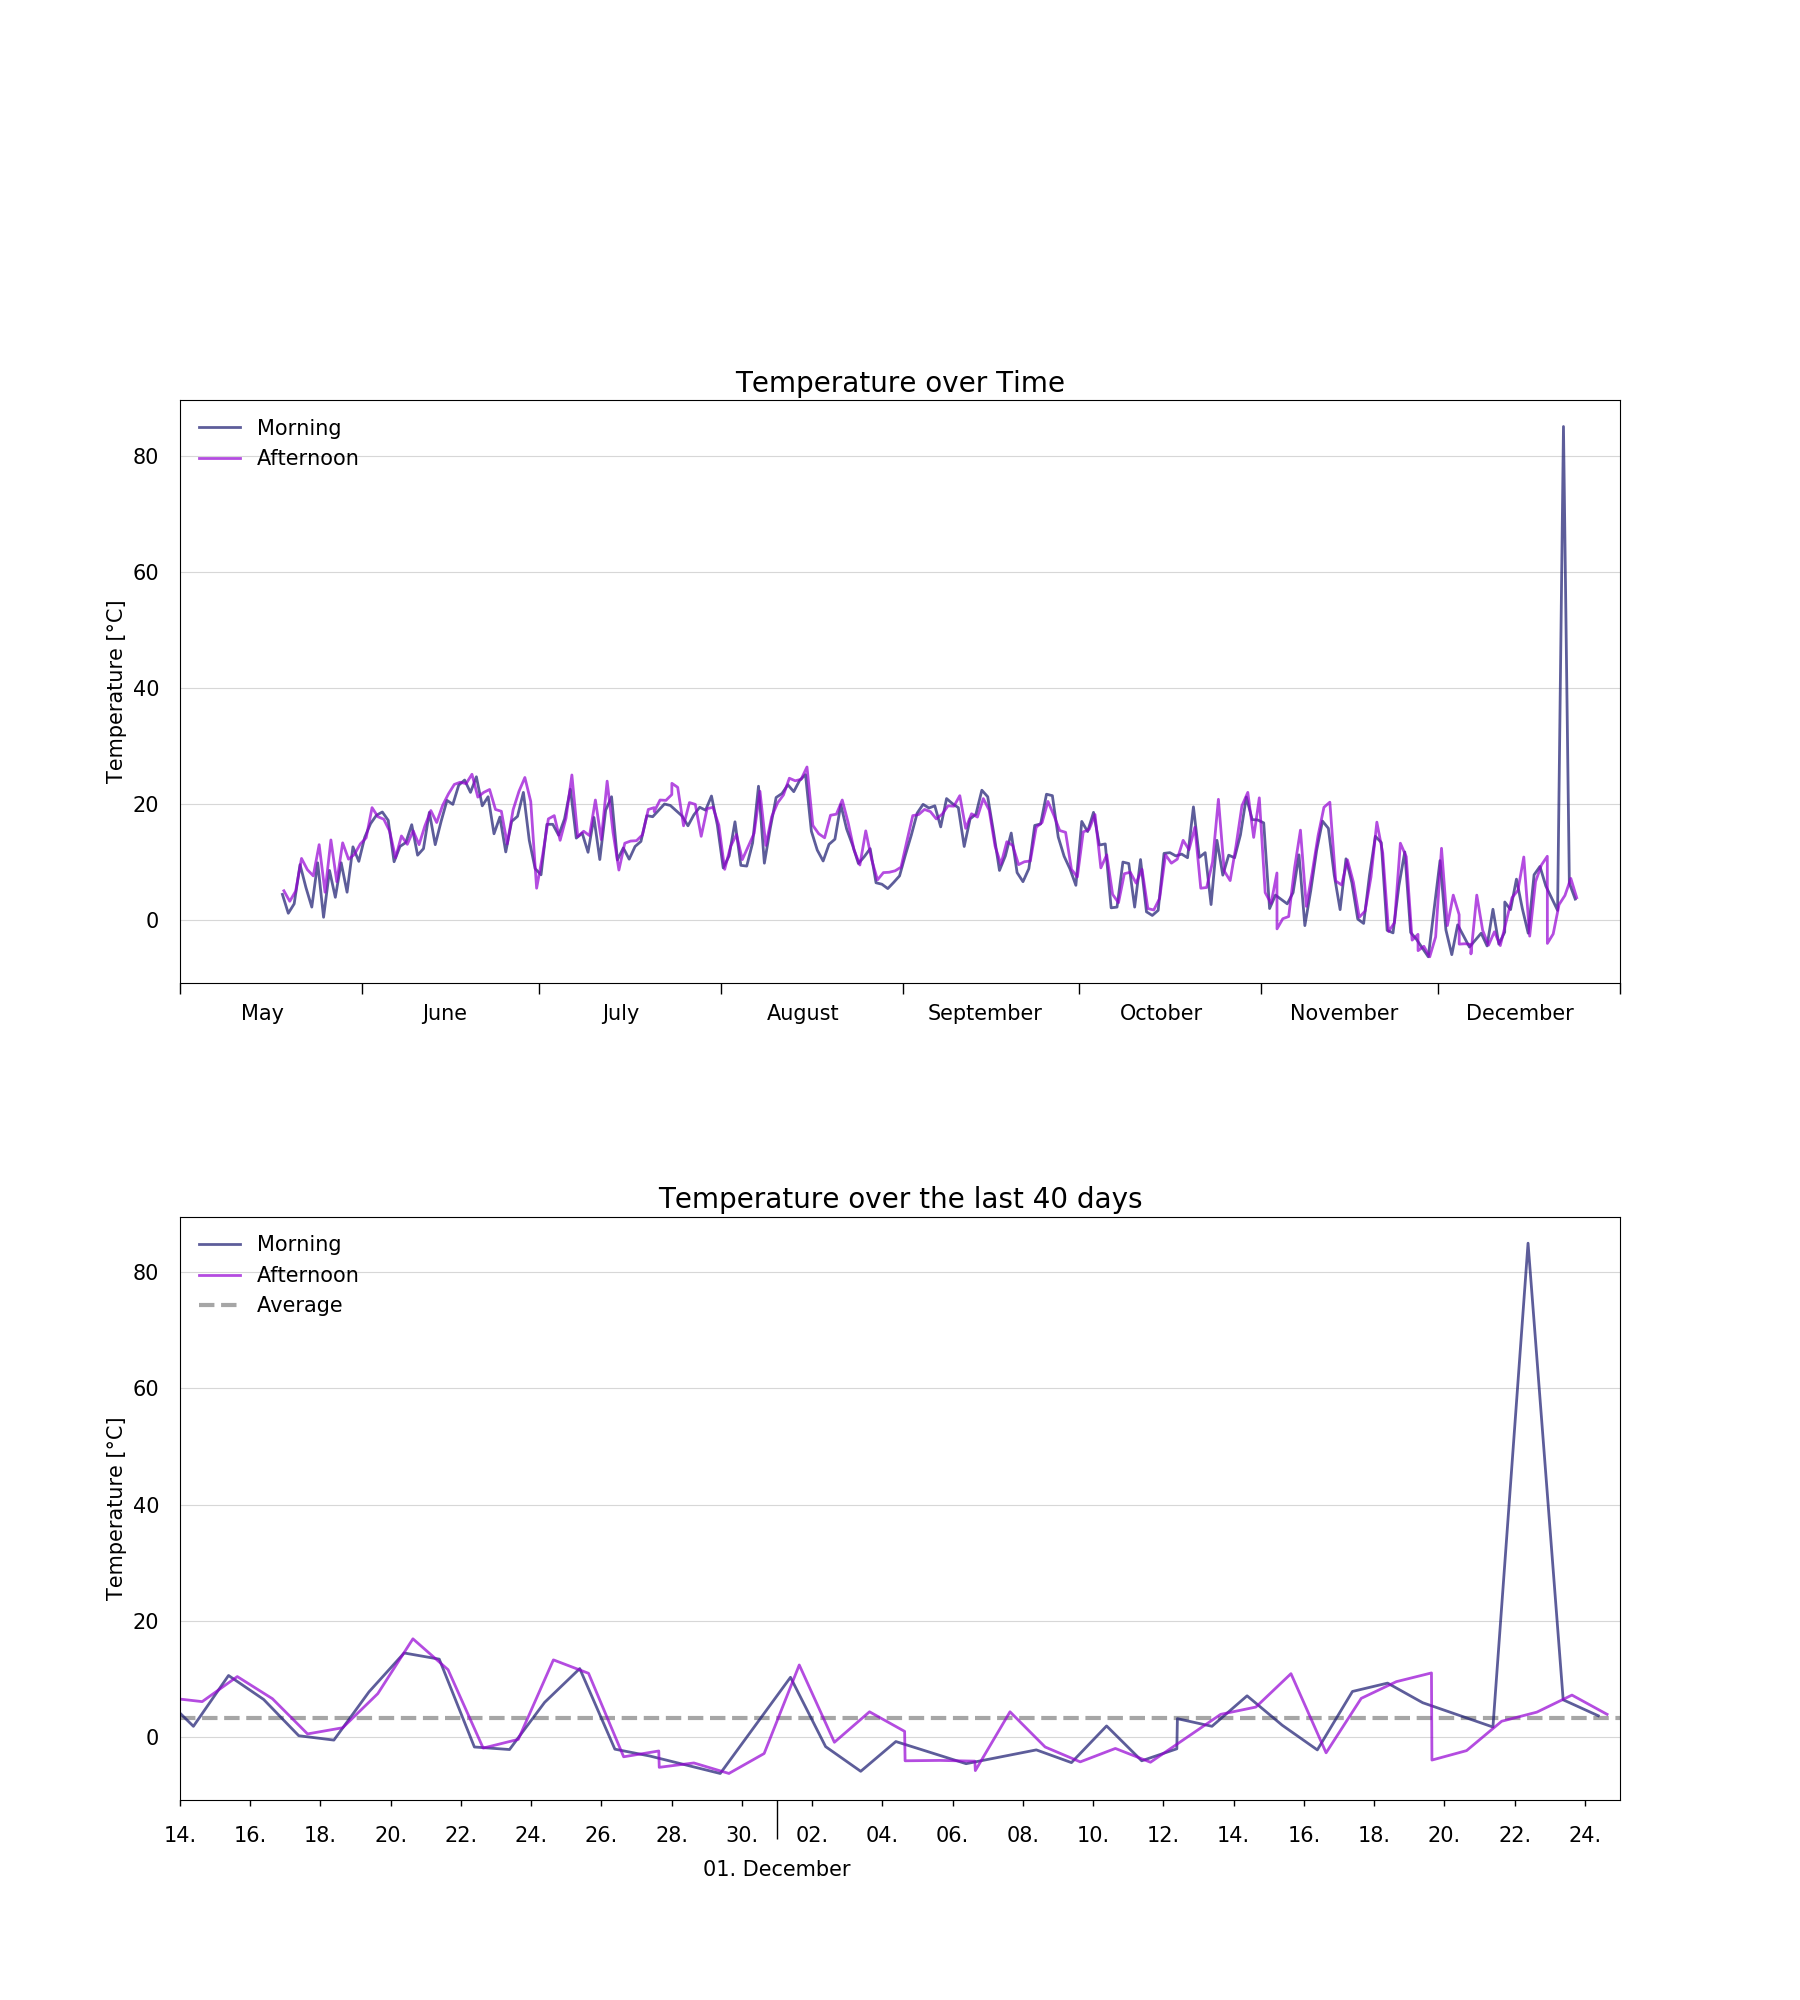 Temperature over Time
Morning
Afternoon
80
60
40
20
0
Temperature [°C]
May June July August September October November December
Temperature over the last 40 days
Morning
Afternoon
Average
80
60
40
20
0
Temperature [°C]
14. 16. 18. 20. 22. 24. 26. 28. 30. 02. 04. 06. 08. 10. 12. 14. 16. 18. 20. 22. 24.
01. December